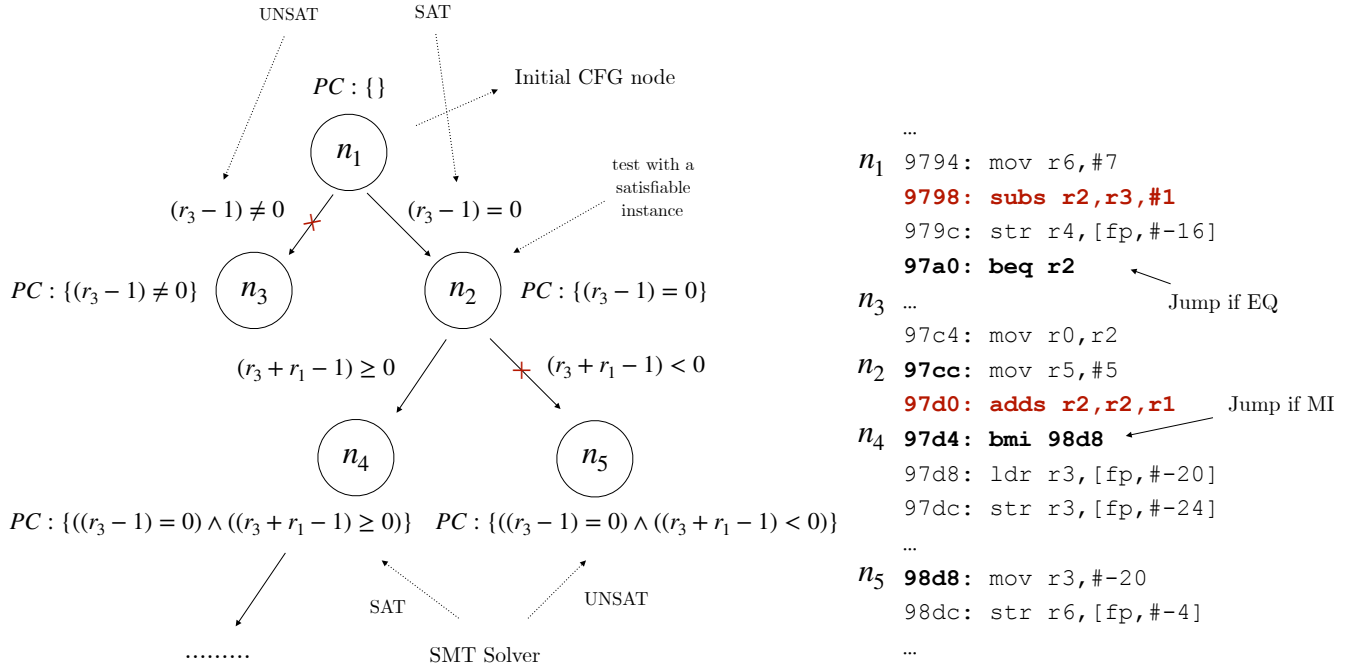 UNSAT
SAT
PC : {}
Initial CFG node
n1
test with a
satisfiable
instance
(r3 − 1) ≠ 0
(r3 − 1) = 0
PC : {(r3 − 1) ≠ 0}
n3
n2
PC : {(r3 − 1) = 0}
(r3 + r1 − 1) ≥ 0
(r3 + r1 − 1) < 0
n4
n5
PC : {((r3 − 1) = 0) ∧ ((r3 + r1 − 1) ≥ 0)}
PC : {((r3 − 1) = 0) ∧ ((r3 + r1 − 1) < 0)}
SAT
UNSAT
.........
SMT Solver
…
n1 9794: mov r6,#7
9798: subs r2,r3,#1
979c: str r4,[fp,#-16]
97a0: beq r2
Jump if EQ
n3 …
97c4: mov r0,r2
n2 97cc: mov r5,#5
97d0: adds r2,r2,r1
Jump if MI
n4 97d4: bmi 98d8
97d8: ldr r3,[fp,#-20]
97dc: str r3,[fp,#-24]
…
n5 98d8: mov r3,#-20
98dc: str r6,[fp,#-4]
…